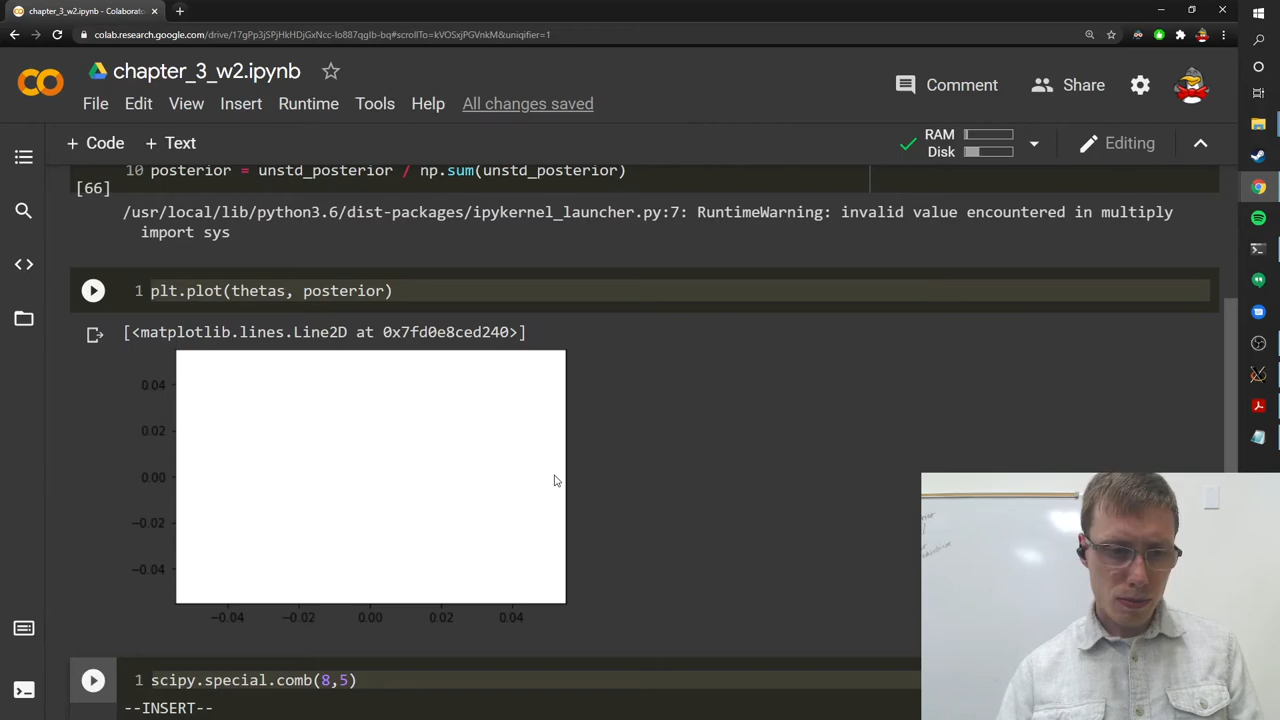 chapter_3_w2.ipynb - Colaborato
colab.research.google.com/drive/17gPp3jSPjHkHDjGxNcc-lo887qgIb-bq#scrollTo=kVOSxjPGVnkM&uniqifier=1
chapter_3_w2.ipynb
Comment
Share
File Edit View Insert Runtime Tools Help All changes saved
+ Code + Text
RAM
Disk
Editing
10 posterior = unstd_posterior / np.sum(unstd_posterior)
[66]
/usr/local/lib/python3.6/dist-packages/ipykernel_launcher.py:7: RuntimeWarning: invalid value encountered in multiply
import sys
1 plt.plot(thetas, posterior)
[<matplotlib.lines.Line2D at 0x7fd0e8ced240>]
0.04
0.02
0.00
−0.02
−0.04
−0.04 −0.02 0.00 0.02 0.04
1 scipy.special.comb(8,5)
--INSERT--